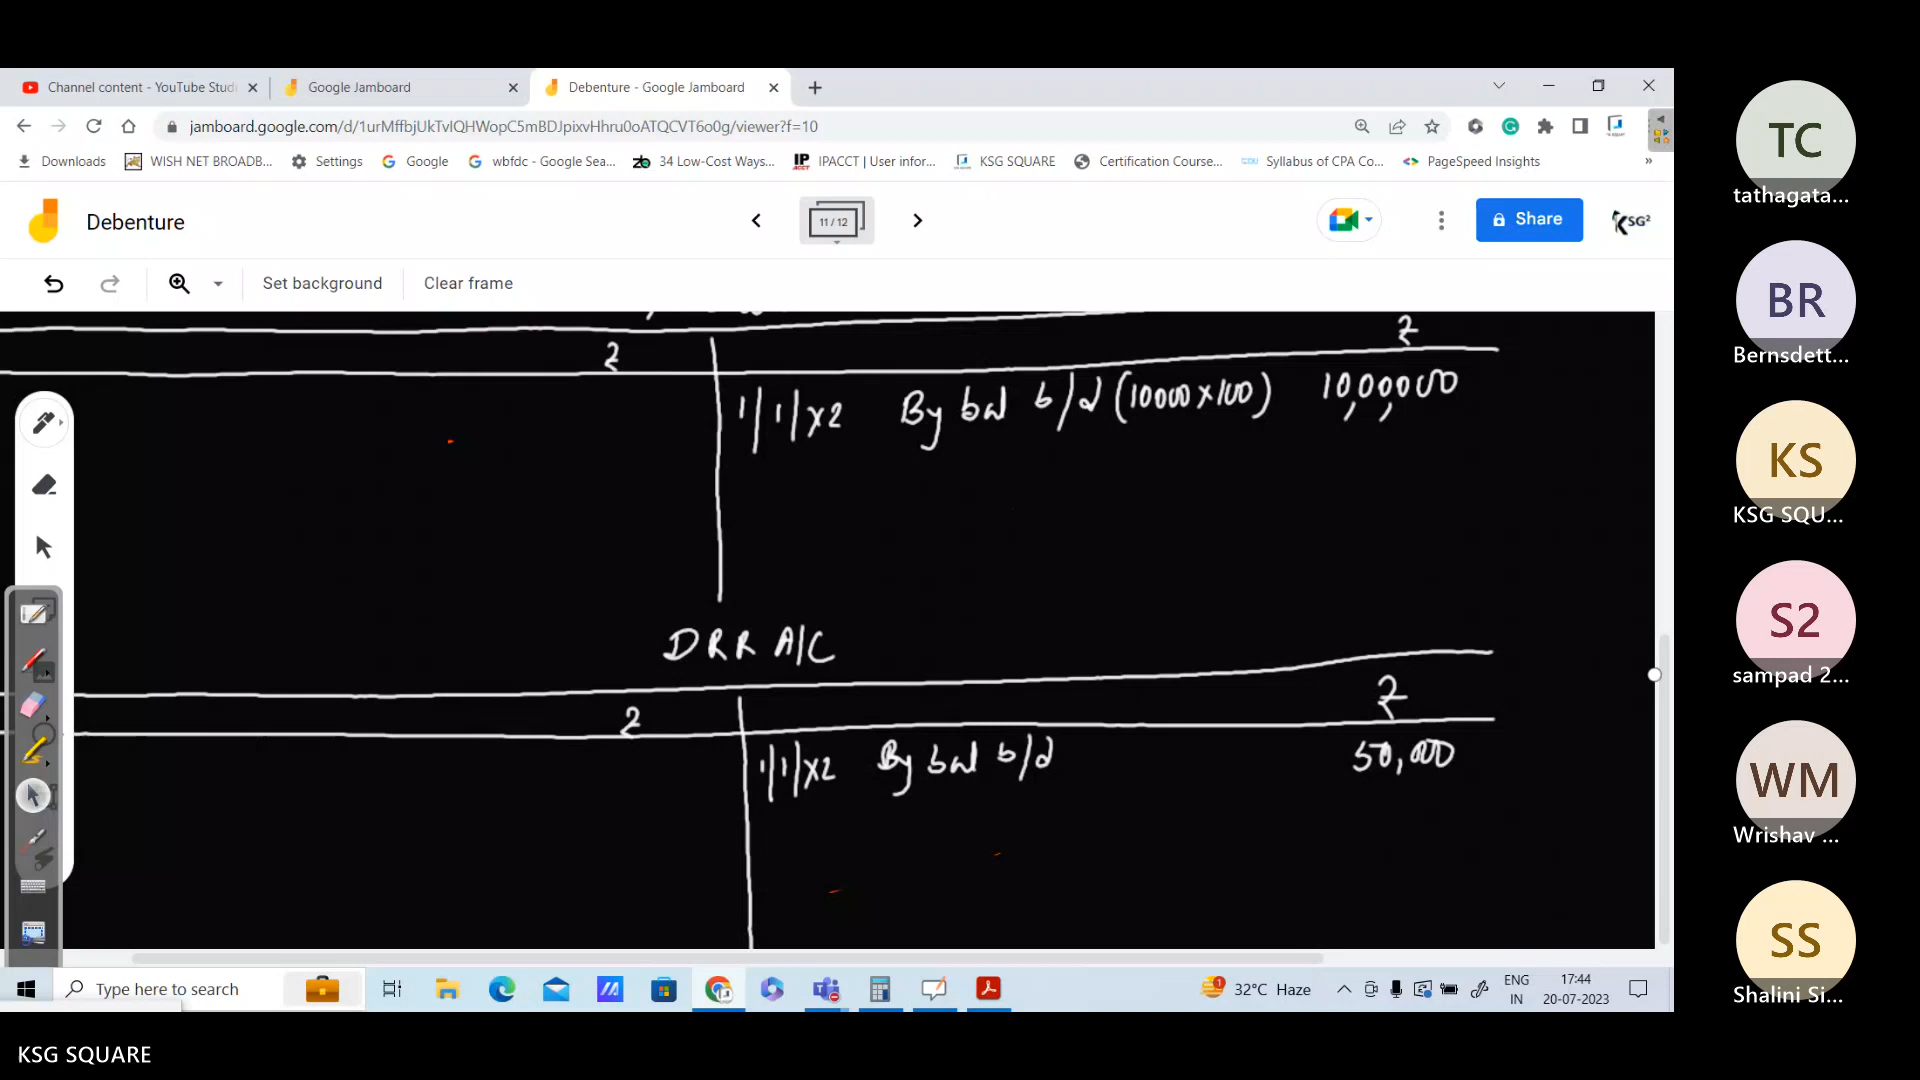 Channel content - YouTube Stud
Google Jamboard
Debenture - Google Jamboard
jamboard.google.com/d/1urMffbjUkTvIQHWopC5mBDJpixvHhru0oATQCVT6o0g/viewer?f=10
Downloads
WISH NET BROADB...
Settings
Google
wbfdc - Google Sea...
34 Low-Cost Ways...
IPACCT | User infor...
KSG SQUARE
Certification Course...
Syllabus of CPA Co...
PageSpeed Insights
»
Debenture
11 / 12
Share
KSG²
Set background
Clear frame
₹ ₹
1/1/X2 By bal b/d (10000×100) 10,00,000
DRR A/C
₹ ₹
1/1/X2 By bal b/d 50,000
TC
tathagata...
BR
Bernsdett...
KS
KSG SQU...
S2
sampad 2...
WM
Wrishav ...
SS
Shalini Si...
Type here to search
32°C Haze
ENG
IN
17:44
20-07-2023
KSG SQUARE